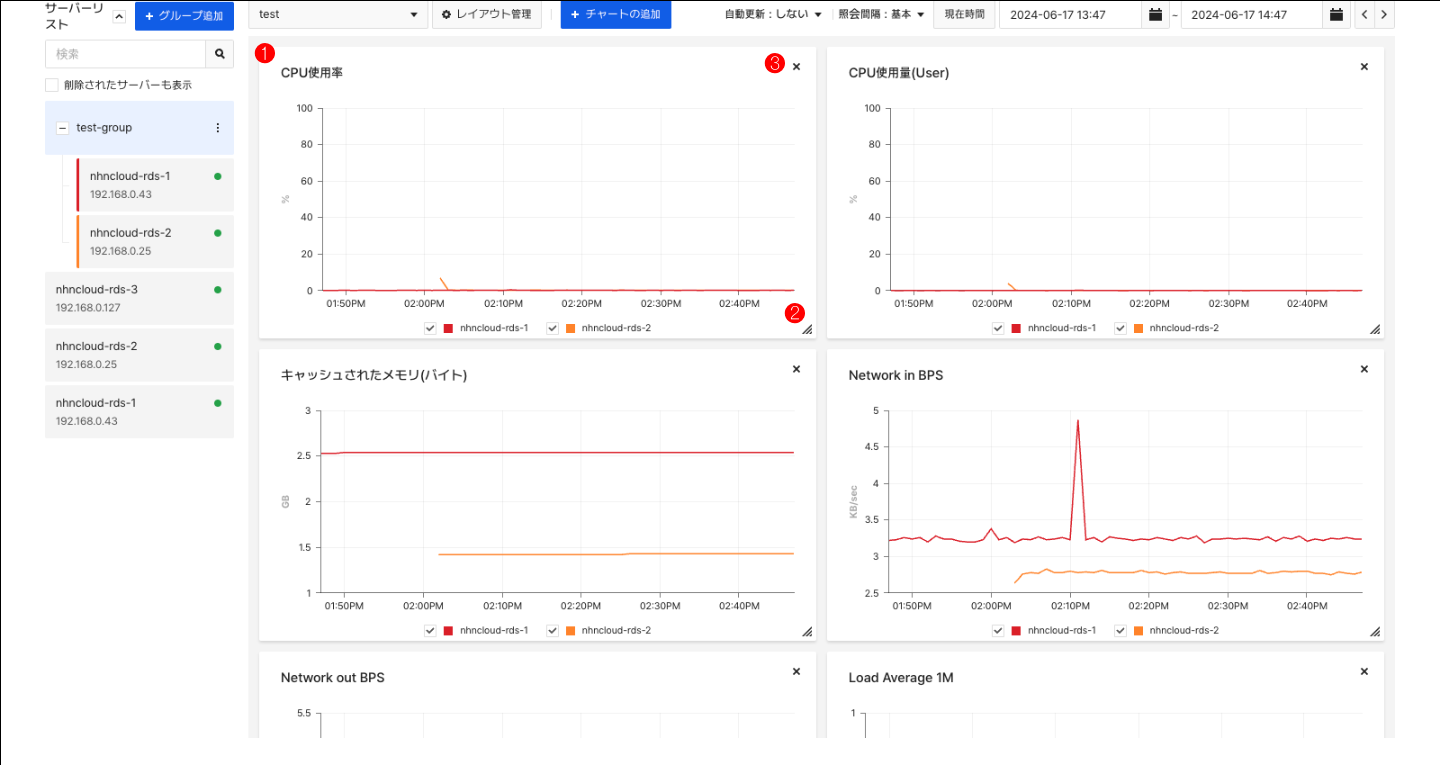 サーバーリスト
+ グループ追加
検索
削除されたサーバーも表示
test-group
nhncloud-rds-1
192.168.0.43
nhncloud-rds-2
192.168.0.25
nhncloud-rds-3
192.168.0.127
nhncloud-rds-2
192.168.0.25
nhncloud-rds-1
192.168.0.43
test
レイアウト管理
+ チャートの追加
自動更新 : しない
照会間隔 : 基本
現在時間
2024-06-17 13:47
–
2024-06-17 14:47
1
3
CPU使用率
100
80
60
40
20
0
%
01:50PM 02:00PM 02:10PM 02:20PM 02:30PM 02:40PM
2
nhncloud-rds-1 nhncloud-rds-2
CPU使用量(User)
100
80
60
40
20
0
%
01:50PM 02:00PM 02:10PM 02:20PM 02:30PM 02:40PM
nhncloud-rds-1 nhncloud-rds-2
キャッシュされたメモリ(バイト)
3
2.5
2
1.5
1
GB
01:50PM 02:00PM 02:10PM 02:20PM 02:30PM 02:40PM
nhncloud-rds-1 nhncloud-rds-2
Network in BPS
5
4.5
4
3.5
3
2.5
KB/sec
01:50PM 02:00PM 02:10PM 02:20PM 02:30PM 02:40PM
nhncloud-rds-1 nhncloud-rds-2
Network out BPS
5.5
Load Average 1M
1